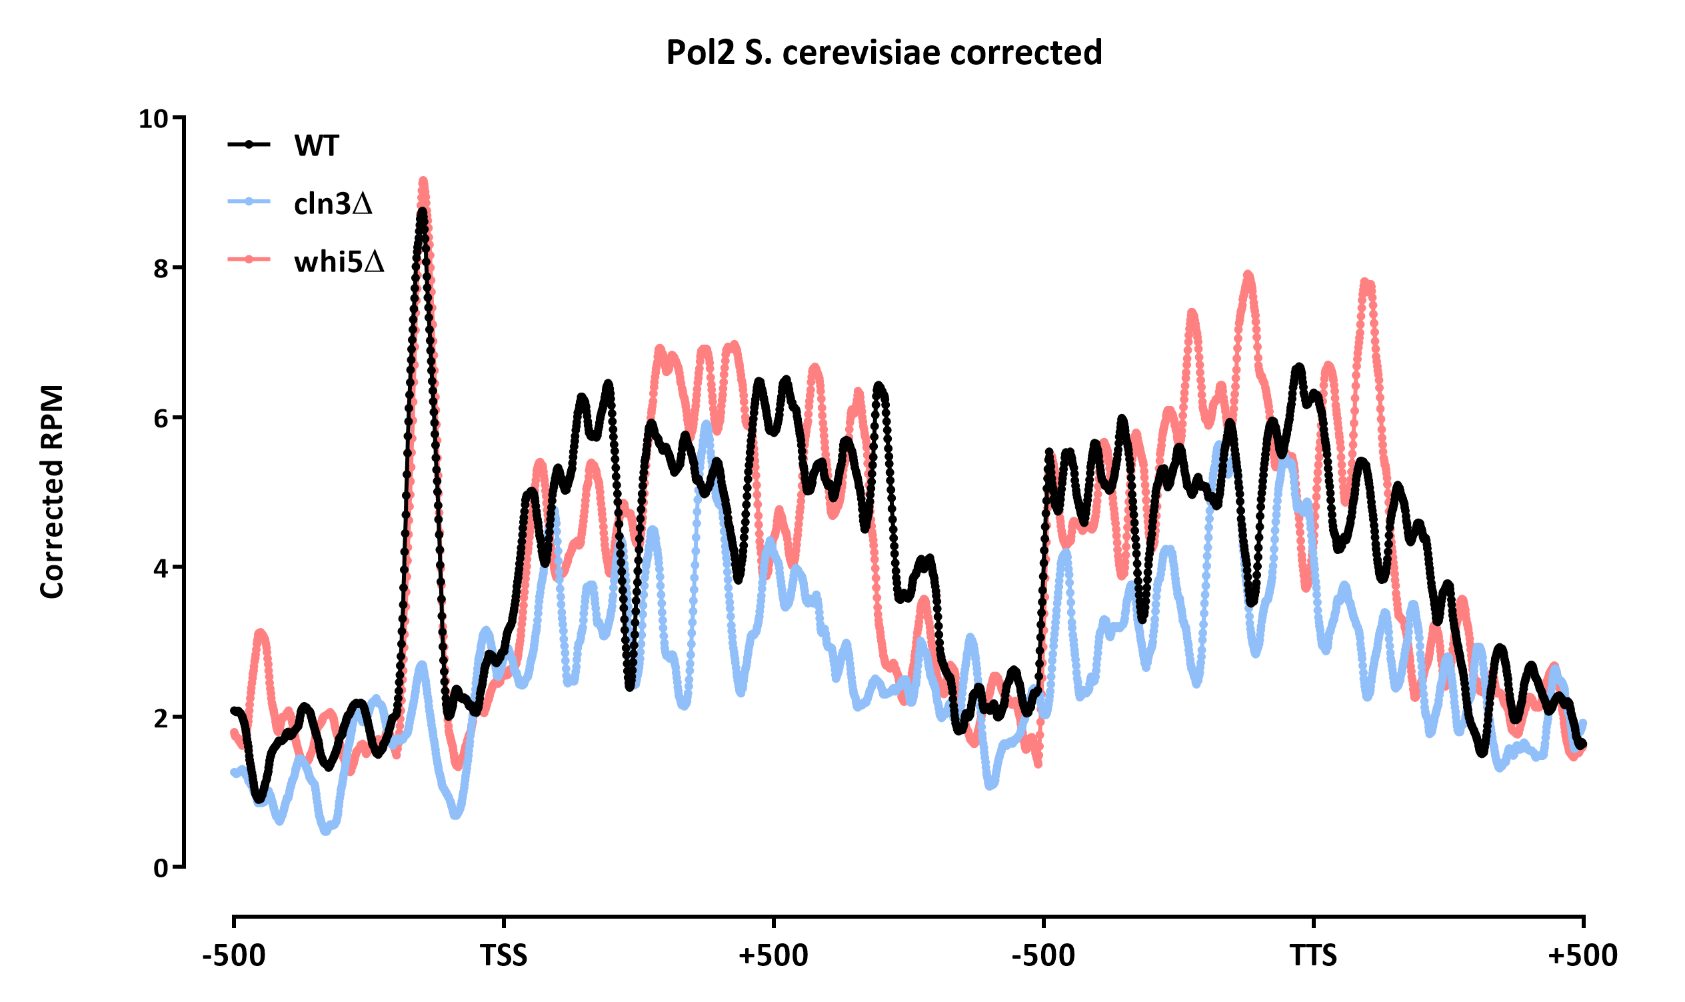 Pol2 S. cerevisiae corrected
10
WT
cln3Δ
whi5Δ
8
6
4
2
0
Corrected RPM
-500 TSS +500 -500 TTS +500